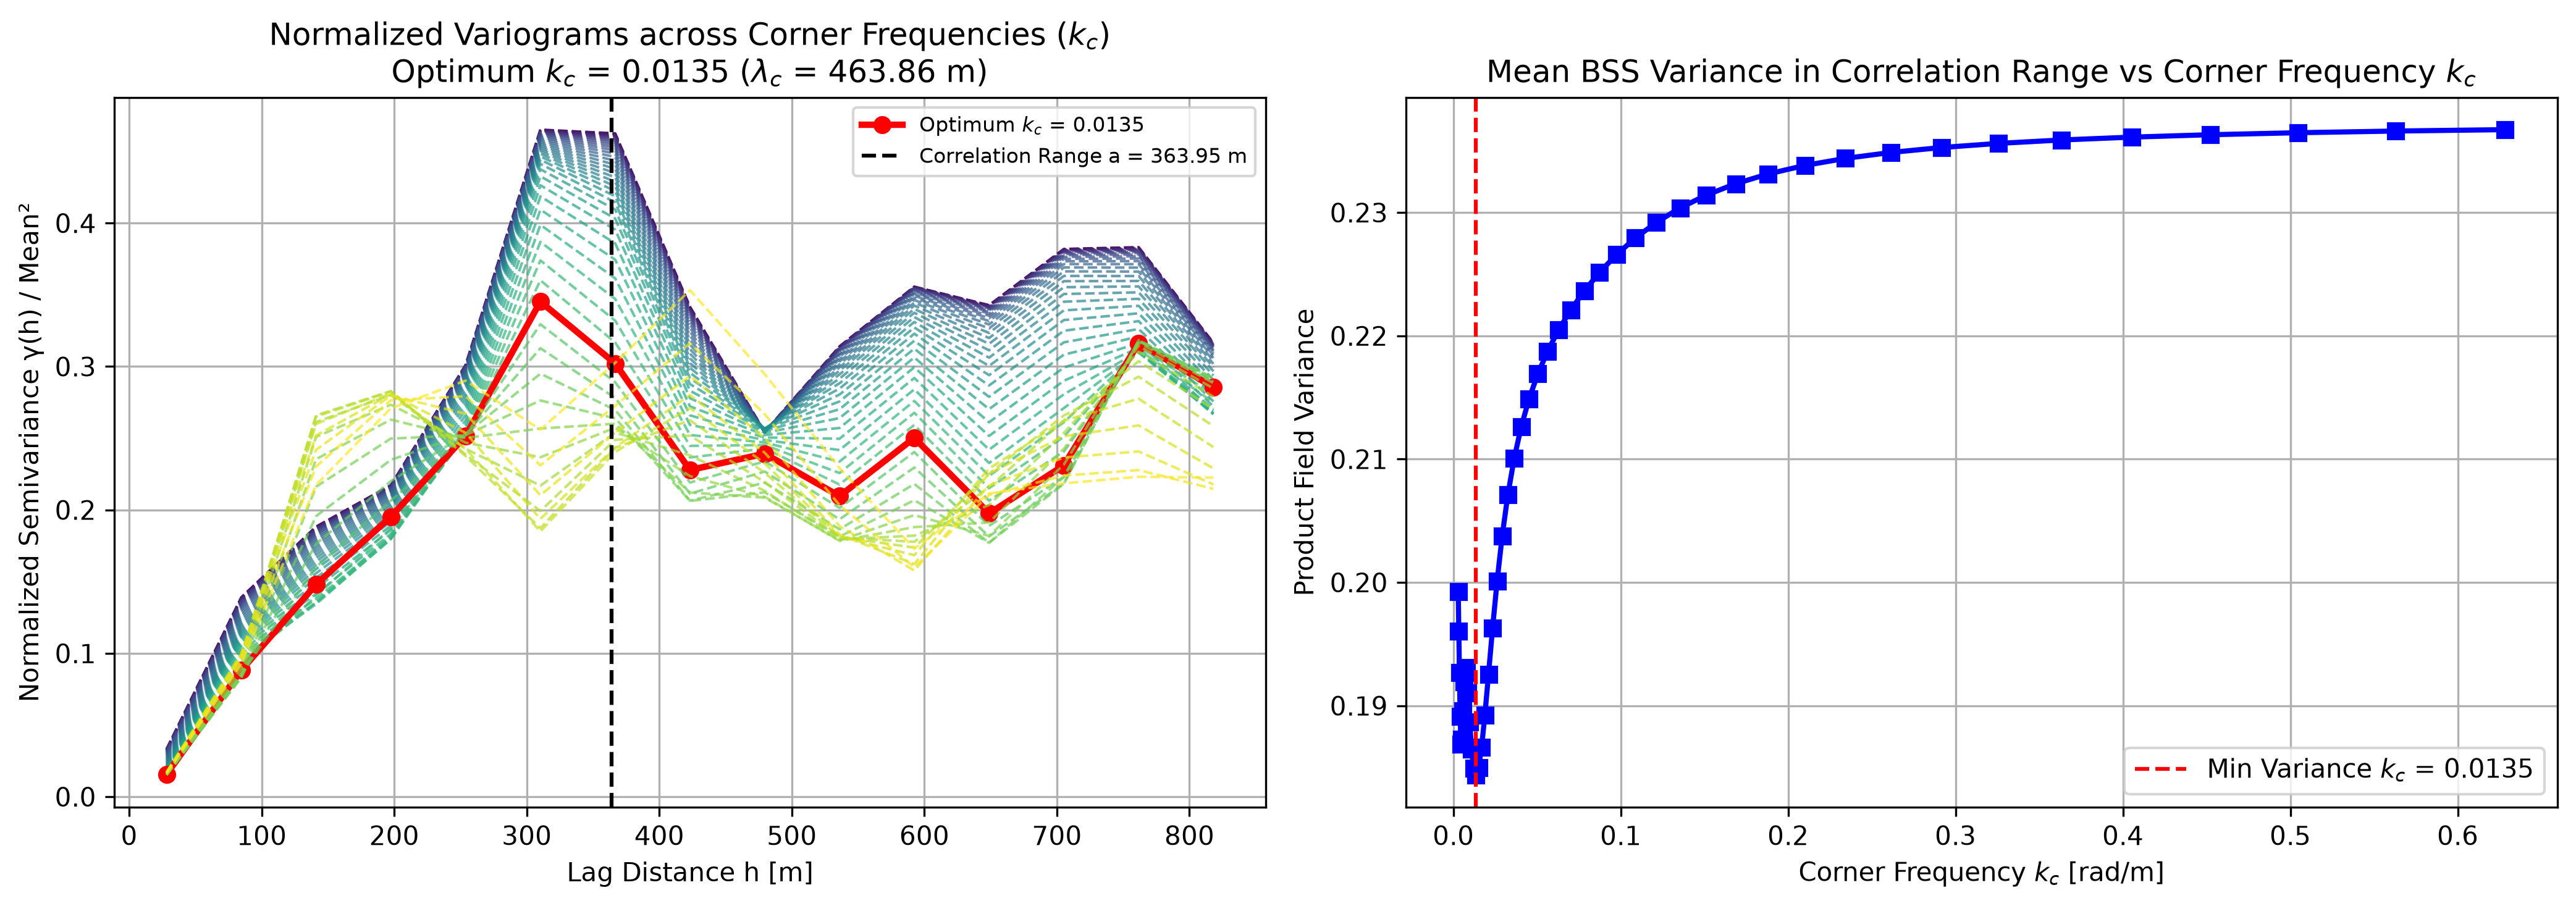 Normalized Variograms across Corner Frequencies (k_c)
Optimum k_c = 0.0135 (λ_c = 463.86 m)
Normalized Semivariance γ(h) / Mean²
0.4
0.3
0.2
0.1
0.0
Optimum k_c = 0.0135
Correlation Range a = 363.95 m
0 100 200 300 400 500 600 700 800
Lag Distance h [m]
Mean BSS Variance in Correlation Range vs Corner Frequency k_c
Product Field Variance
0.23
0.22
0.21
0.20
0.19
Min Variance k_c = 0.0135
0.0 0.1 0.2 0.3 0.4 0.5 0.6
Corner Frequency k_c [rad/m]